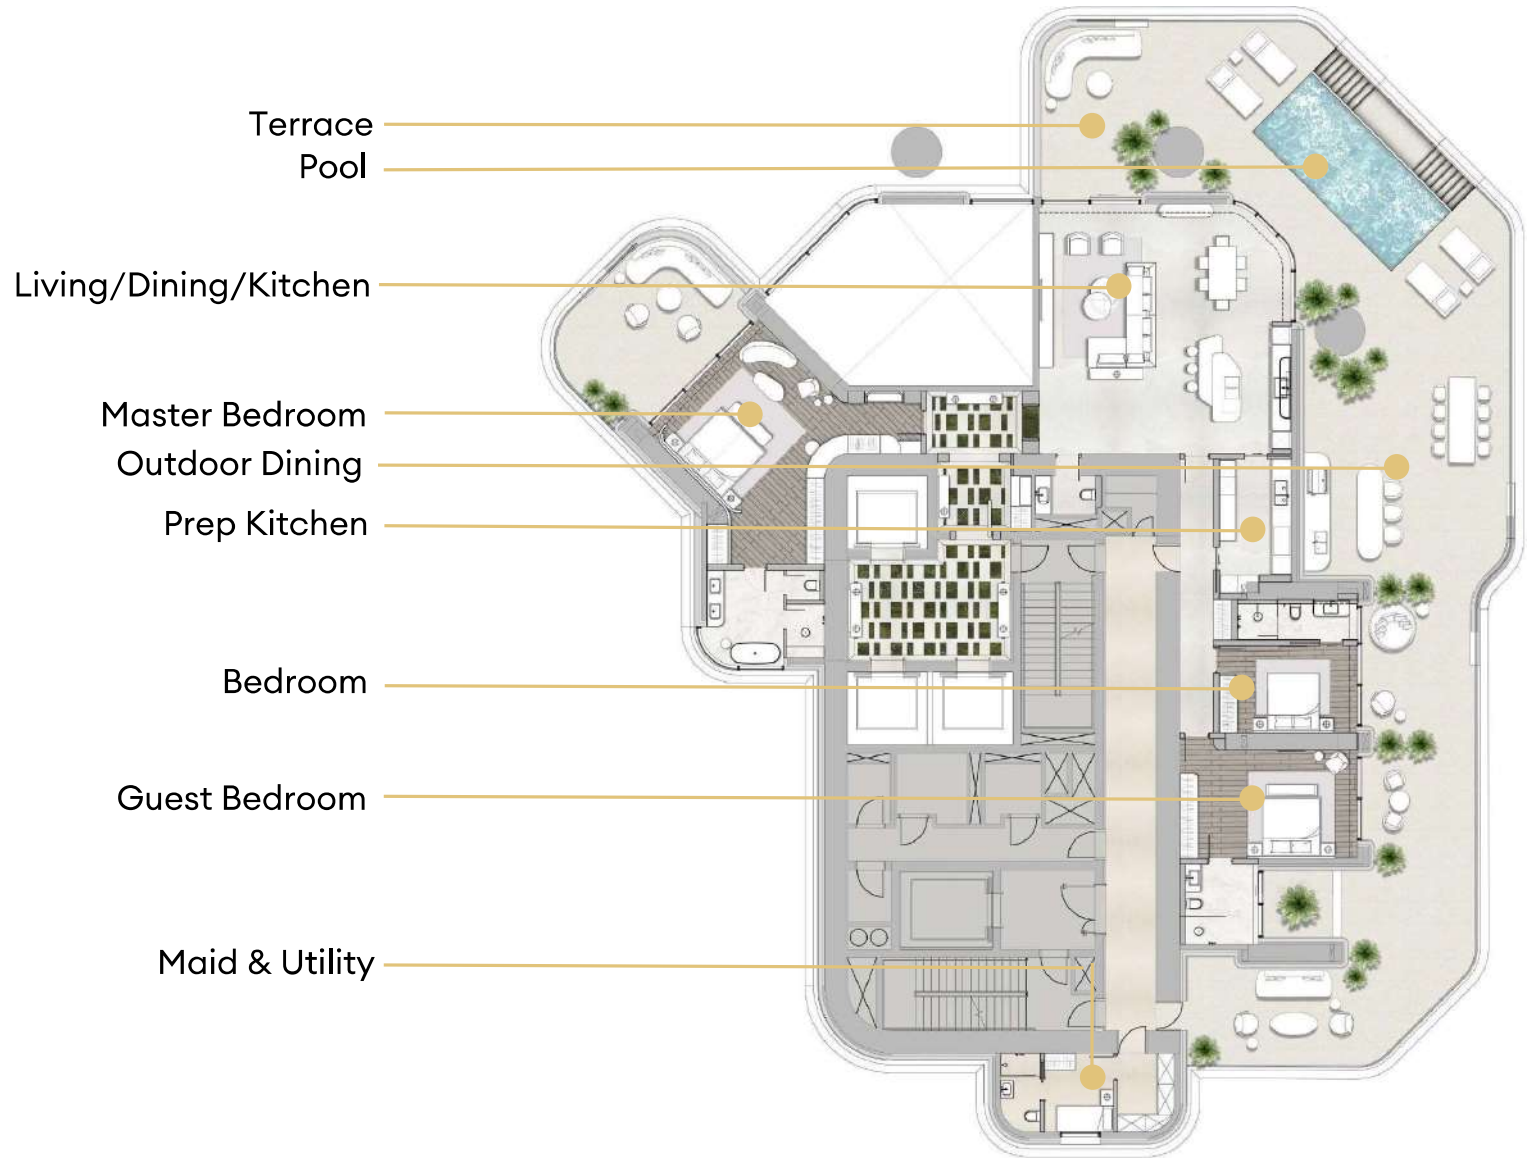 Terrace
Pool
Living/Dining/Kitchen
Master Bedroom
Outdoor Dining
Prep Kitchen
Bedroom
Guest Bedroom
Maid & Utility